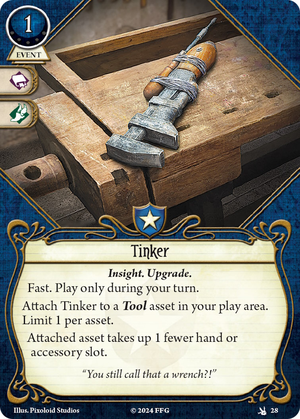 1
EVENT
Tinker
Insight. Upgrade.
Fast. Play only during your turn.
Attach Tinker to a Tool asset in your play area.
Limit 1 per asset.
Attached asset takes up 1 fewer hand or
accessory slot.
“You still call that a wrench?!”
Illus. Pixoloid Studios
© 2024 FFG
28